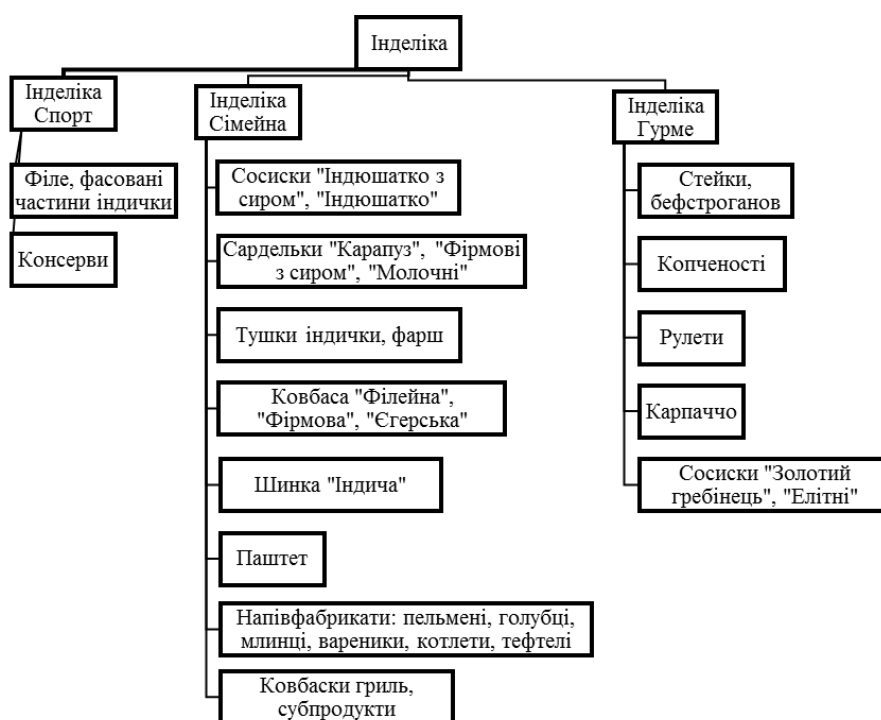 Інделіка
Інделіка
Спорт
Філе, фасовані
частини індички
Консерви
Інделіка
Сімейна
Сосиски "Індюшатко з
сиром", "Індюшатко"
Сардельки "Карапуз", "Фірмові
з сиром", "Молочні"
Тушки індички, фарш
Ковбаса "Філейна",
"Фірмова", "Єгерська"
Шинка "Індича"
Паштет
Напівфабрикати: пельмені, голубці,
млинці, вареники, котлети, тефтелі
Ковбаски гриль,
субпродукти
Інделіка
Гурме
Стейки,
бефстроганов
Копченості
Рулети
Карпаччо
Сосиски "Золотий
гребінець", "Елітні"